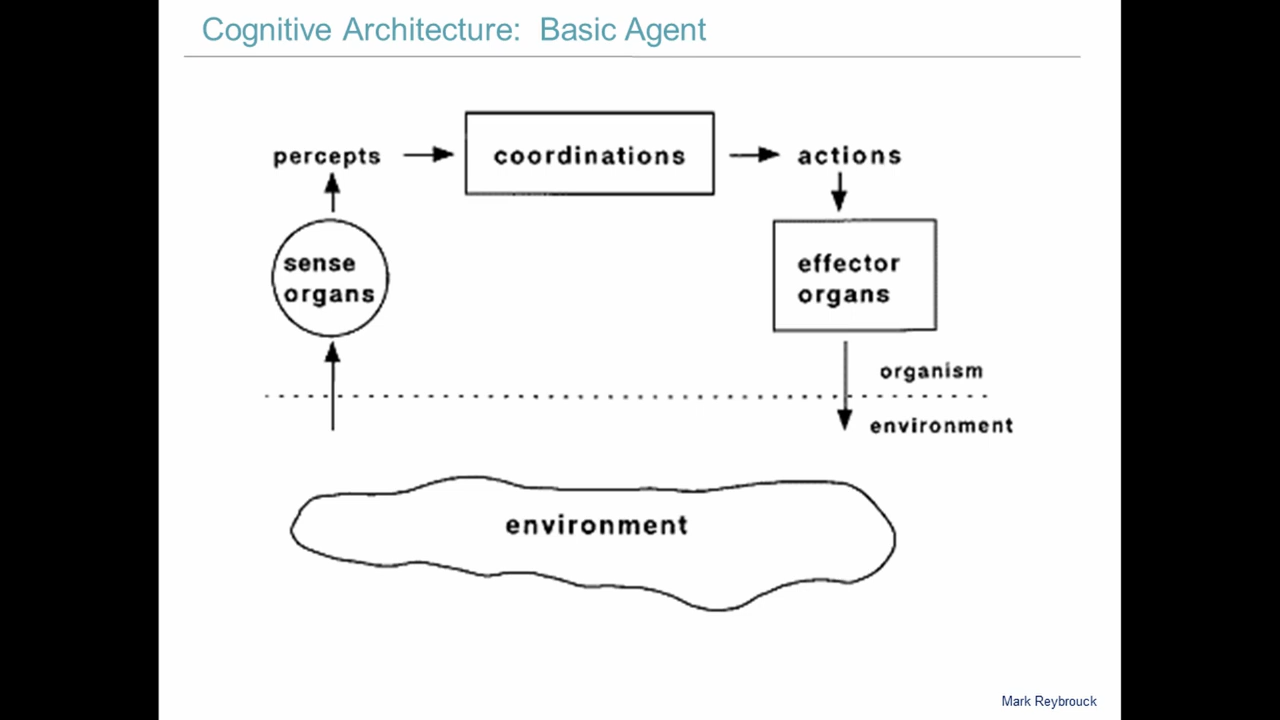 Cognitive Architecture: Basic Agent
percepts
coordinations
actions
sense
organs
effector
organs
organism
environment
environment
Mark Reybrouck